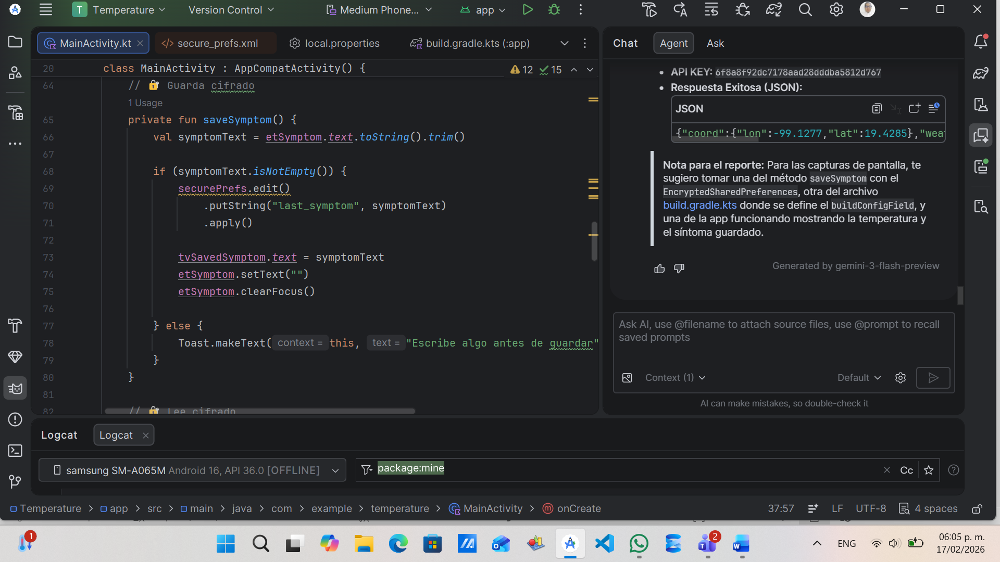 T Temperature
Version Control
Medium Phone...
app
MainActivity.kt
secure_prefs.xml
local.properties
build.gradle.kts (:app)
20 class MainActivity : AppCompatActivity() {
12 15
64 // Guarda cifrado
1 Usage
65 private fun saveSymptom() {
66 val symptomText = etSymptom.text.toString().trim()
67
68 if (symptomText.isNotEmpty()) {
69 securePrefs.edit()
70 .putString("last_symptom", symptomText)
71 .apply()
72
73 tvSavedSymptom.text = symptomText
74 etSymptom.setText("")
75 etSymptom.clearFocus()
76
77 } else {
78 Toast.makeText( context = this, text = "Escribe algo antes de guardar"
79 }
80 }
81
82 // Lee cifrado
Chat
Agent
Ask
• API KEY: 6f8a8f92dc7178aad28dddba5812d767
• Respuesta Exitosa (JSON):
JSON
{"coord":{"lon":-99.1277,"lat":19.4285},"wea
Nota para el reporte: Para las capturas de pantalla, te
sugiero tomar una del método saveSymptom con el
EncryptedSharedPreferences, otra del archivo
build.gradle.kts donde se define el buildConfigField, y
una de la app funcionando mostrando la temperatura y
el síntoma guardado.
Generated by gemini-3-flash-preview
Ask AI, use @filename to attach source files, use @prompt to recall
saved prompts
Context (1)
Default
AI can make mistakes, so double-check it
Logcat
Logcat
samsung SM-A065M Android 16, API 36.0 [OFFLINE]
package:mine
Cc
Temperature > app > src > main > java > com > example > temperature > MainActivity > onCreate
37:57 LF UTF-8 4 spaces
1
2
ENG
06:05 p. m.
17/02/2026